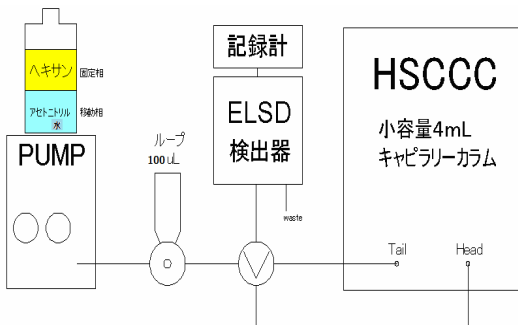 ヘキサン 固定相
アセトニトリル 移動相
水
PUMP
ループ
100uL
記録計
ELSD
検出器
waste
HSCCC
小容量4mL
キャピラリーカラム
Tail Head